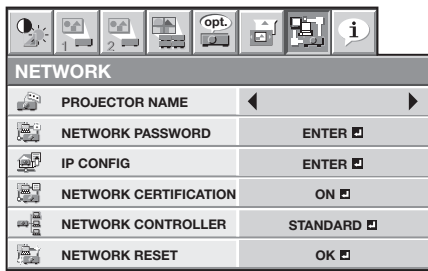 1 2 opt. i
NETWORK
PROJECTOR NAME
NETWORK PASSWORD ENTER
IP CONFIG ENTER
NETWORK CERTIFICATION ON
NETWORK CONTROLLER STANDARD
NETWORK RESET OK